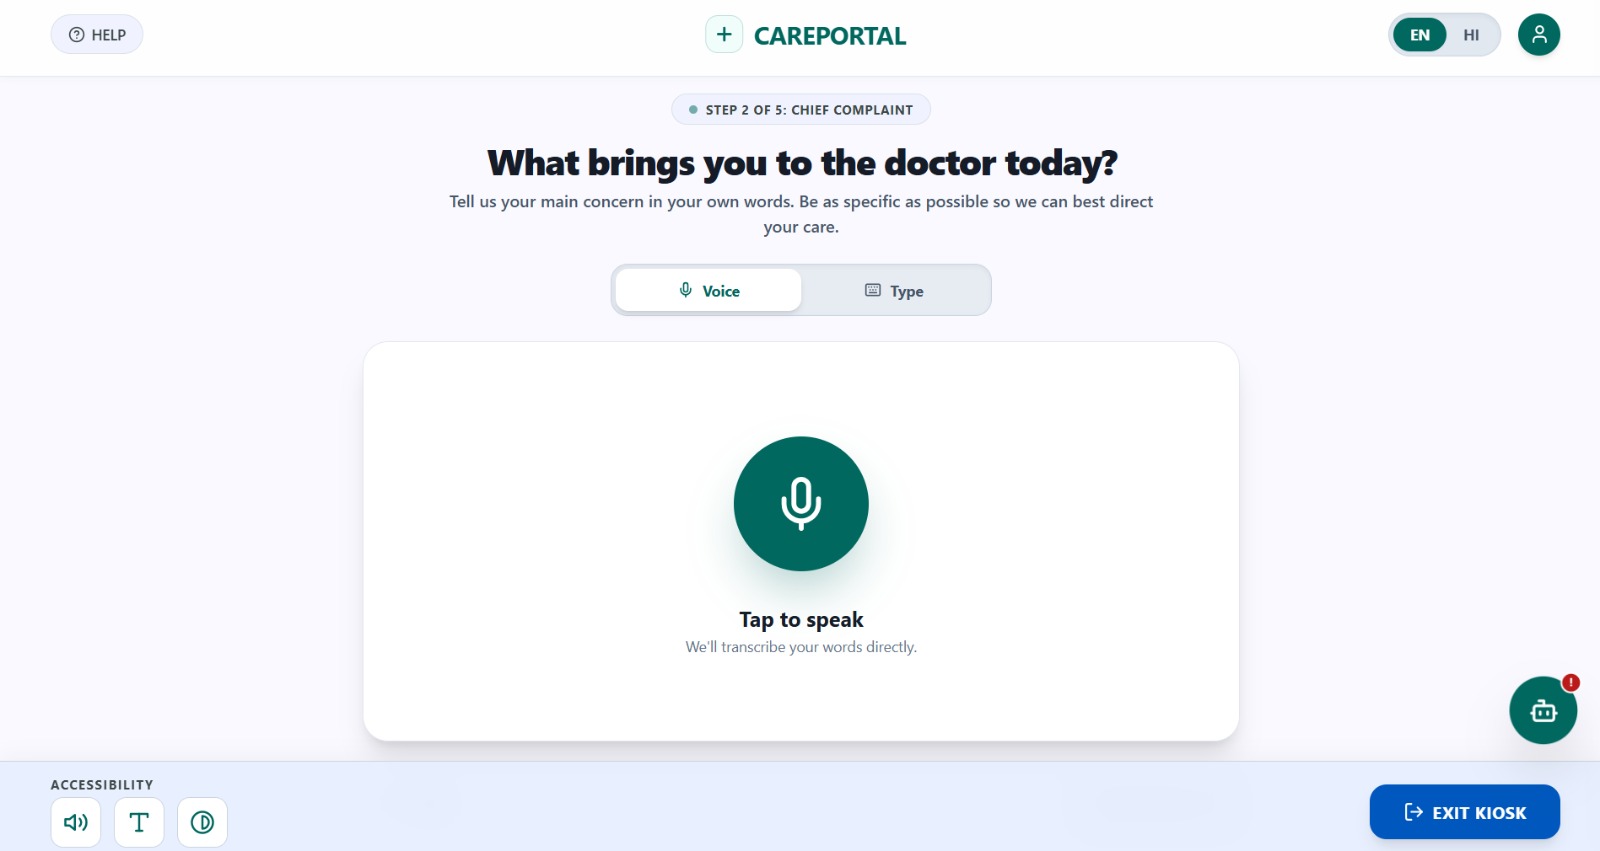 HELP
CAREPORTAL
EN HI
STEP 2 OF 5: CHIEF COMPLAINT
What brings you to the doctor today?
Tell us your main concern in your own words. Be as specific as possible so we can best direct
your care.
Voice
Type
Tap to speak
We'll transcribe your words directly.
!
ACCESSIBILITY
T
EXIT KIOSK